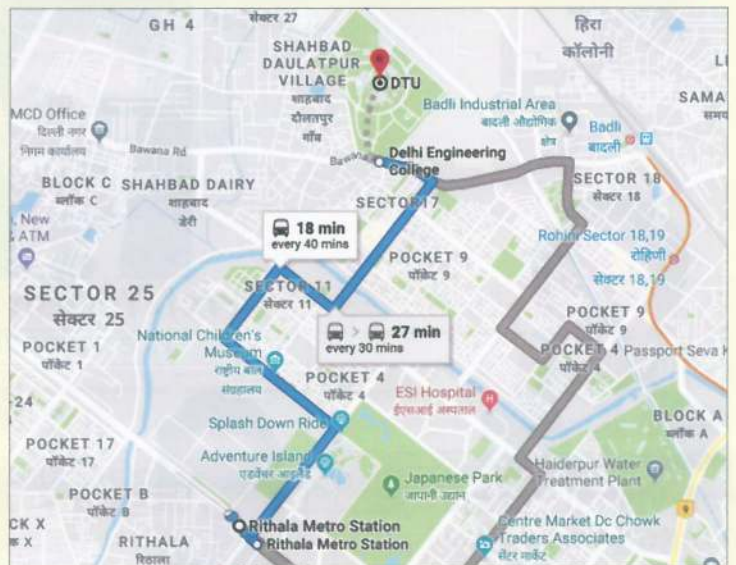 GH 4
सेक्टर 27
हिरा
कॉलोनी
SHAHBAD
DAULATPUR
VILLAGE
शाहबाद
दौलतपुर
गाँव
DTU
Badli Industrial Area
बादली औद्योगिक
क्षेत्र
SAMA
MCD Office
दिल्ली नगर
निगम कार्यालय
Bawana Rd
Badli
बादली
Delhi Engineering
College
BLOCK C
ब्लॉक C
SHAHBAD DAIRY
शाहबाद
डेरी
SECTOR 17
SECTOR 18
सेक्टर 18
New
& ATM
18 min
every 40 mins
POCKET 9
पॉकेट 9
Rohini Sector 18,19
रोहिणी
सेक्टर 18,19
SECTOR 25
सेक्टर 25
SECTOR 11
सेक्टर 11
27 min
every 30 mins
POCKET 9
पॉकेट 9
POCKET 1
पॉकेट 1
National Children's
Museum
राष्ट्रीय बाल
संग्रहालय
POCKET 4
पॉकेट 4
POCKET 4
पॉकेट 4
Passport Seva
ESI Hospital
ईएसआई अस्पताल
-24
Splash Down Ride
BLOCK A
ब्लॉक A
POCKET 17
पॉकेट 17
Adventure Island
एडवेंचर आइलैंड
Haiderpur Water
Treatment Plant
POCKET B
पॉकेट B
Japanese Park
जापानी उद्यान
9
CK X
क X
RITHALA
रिठाला
Rithala Metro Station
Rithala Metro Station
Centre Market Dc Chowk
Traders Associates
सेंटर मार्केट